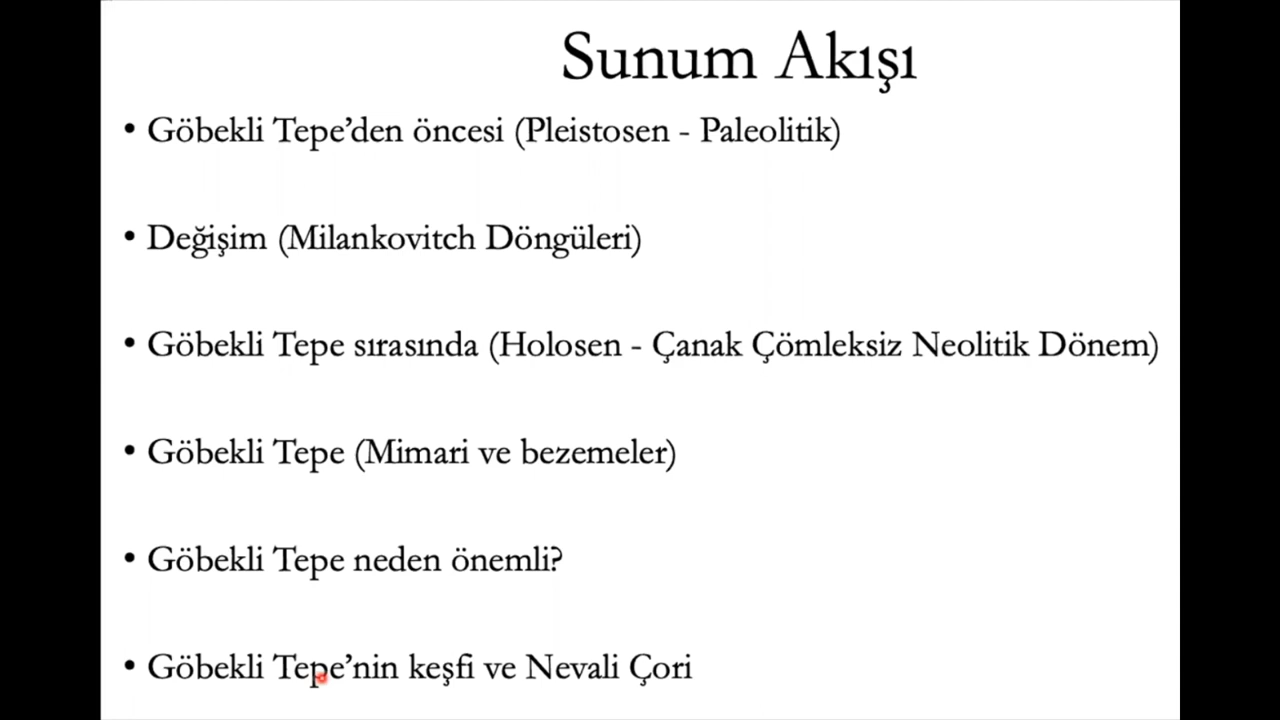 Sunum Akışı
• Göbekli Tepe’den öncesi (Pleistosen - Paleolitik)
• Değişim (Milankovitch Döngüleri)
• Göbekli Tepe sırasında (Holosen - Çanak Çömleksiz Neolitik Dönem)
• Göbekli Tepe (Mimari ve bezemeler)
• Göbekli Tepe neden önemli?
• Göbekli Tepe’nin keşfi ve Nevali Çori